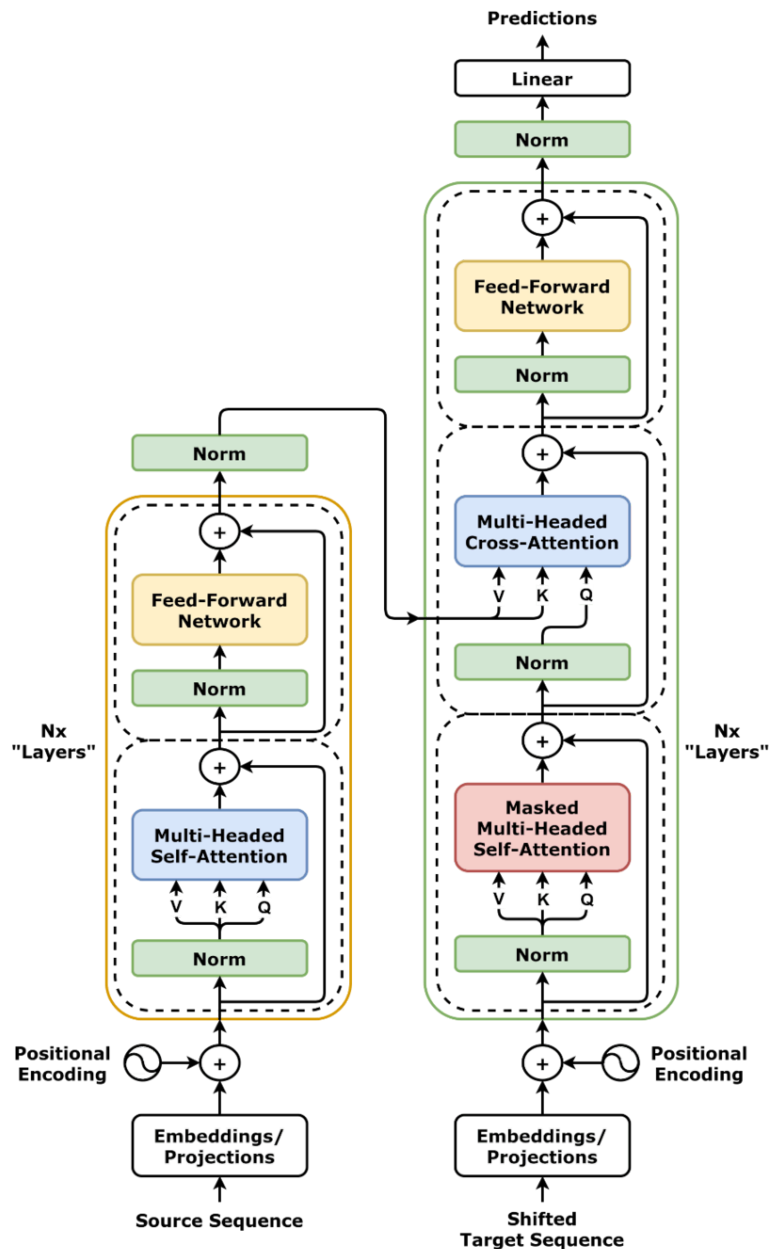 Predictions
Linear
Norm
Feed-Forward
Network
Norm
Multi-Headed
Cross-Attention
V K Q
Norm
Masked
Multi-Headed
Self-Attention
V K Q
Norm
Nx
"Layers"
Positional
Encoding
Embeddings/
Projections
Shifted
Target Sequence
Norm
Feed-Forward
Network
Norm
Nx
"Layers"
Multi-Headed
Self-Attention
V K Q
Norm
Positional
Encoding
Embeddings/
Projections
Source Sequence